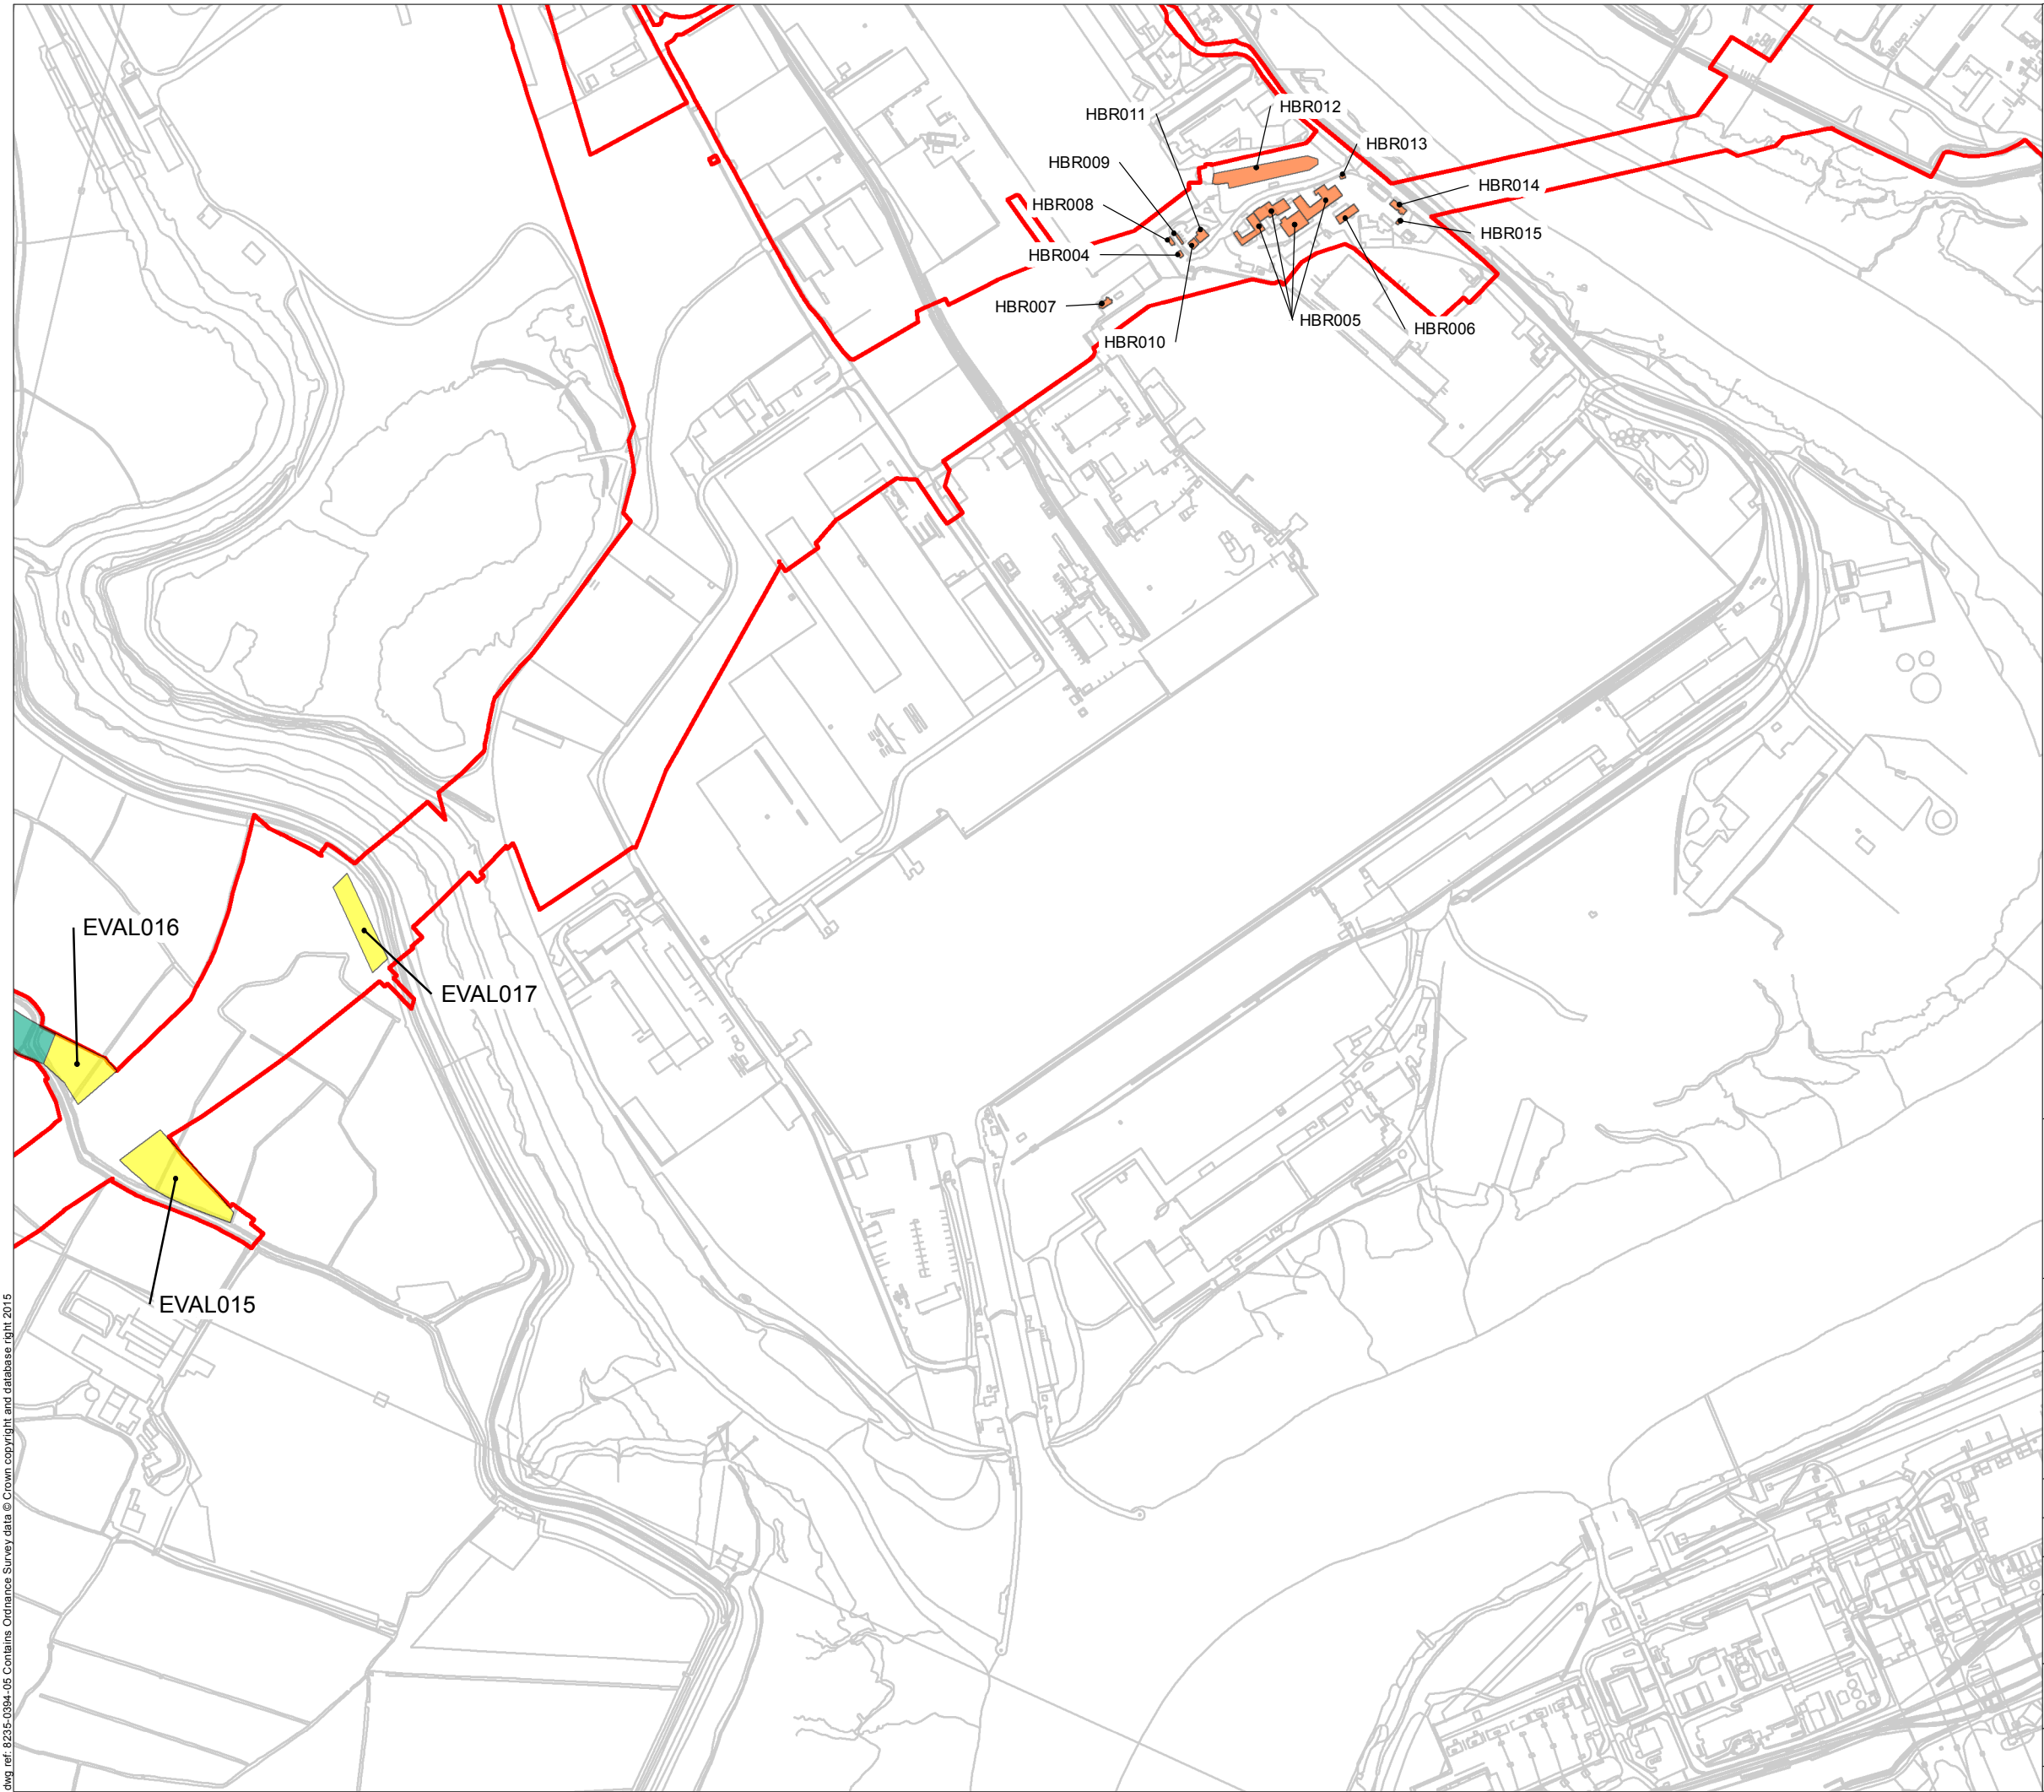 HBR012
HBR011
HBR013
HBR009
HBR014
HBR008
HBR015
HBR004
HBR007
HBR005
HBR006
HBR010
EVAL016
EVAL017
EVAL015
dwg ref: 8235-0394-05 Contains Ordnance Survey data © Crown copyright and database right 2015